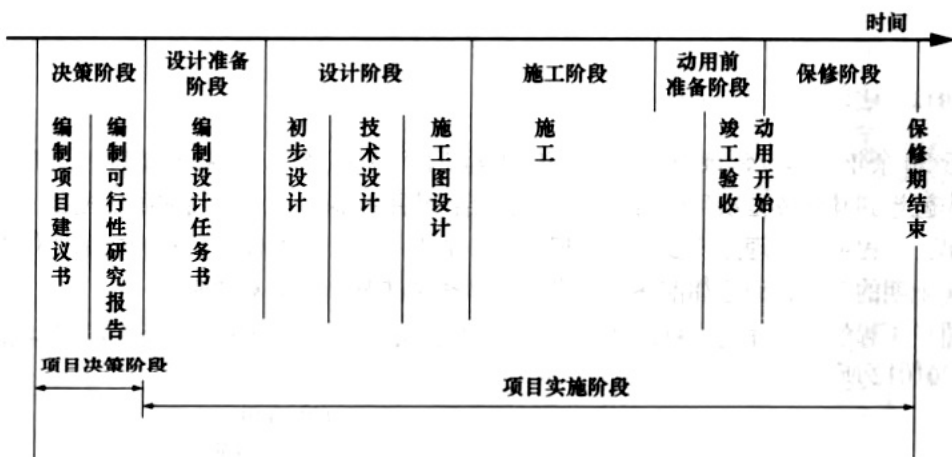 时间
决策阶段
设计准备
阶段
设计阶段
施工阶段
动用前
准备阶段
保修阶段
编制项目建议书
编制可行性研究报告
编制设计任务书
初步设计
技术设计
施工图设计
施工
竣工验收
动用开始
保修期结束
项目决策阶段
项目实施阶段